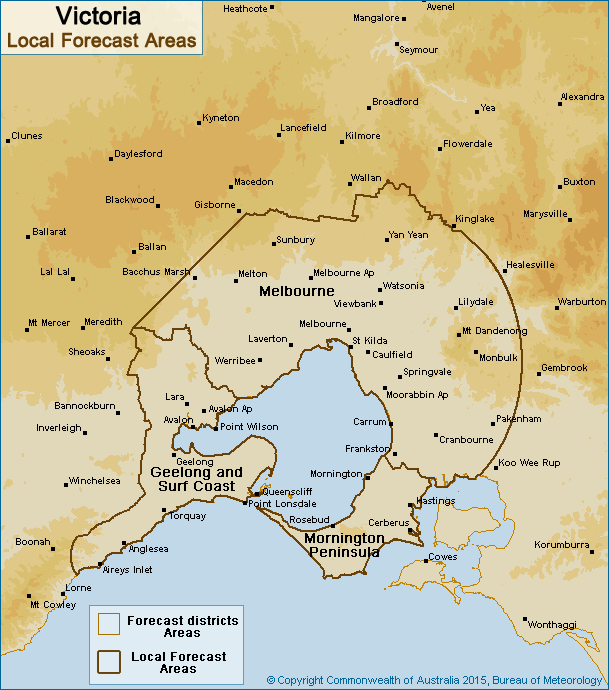 Victoria
Local Forecast Areas
Heathcote
Avenel
Mangalore
Seymour
Alexandra
Broadford
Yea
Kyneton
Lancefield
Clunes
Kilmore
Flowerdale
Daylesford
Wallan
Macedon
Buxton
Blackwood
Gisborne
Marysville
Kinglake
Ballarat
Yan Yean
Sunbury
Ballan
Healesville
Lal Lal
Bacchus Marsh
Melton
Melbourne Ap
Melbourne
Watsonia
Viewbank
Lilydale
Warburton
Mt Mercer
Meredith
Melbourne
Mt Dandenong
Laverton
St Kilda
Sheoaks
Werribee
Caulfield
Monbulk
Springvale
Gembrook
Lara
Moorabbin Ap
Bannockburn
Avalon Ap
Avalon
Point Wilson
Carrum
Pakenham
Inverleigh
Cranbourne
Frankston
Geelong
Koo Wee Rup
Geelong and
Surf Coast
Mornington
Winchelsea
Queenscliff
Point Lonsdale
Hastings
Torquay
Rosebud
Cerberus
Mornington
Peninsula
Boonah
Anglesea
Korumburra
Cowes
Aireys Inlet
Lorne
Mt Cowley
Wonthaggi
Forecast districts
Areas
Local Forecast
Areas
© Copyright Commonwealth of Australia 2015, Bureau of Meteorology